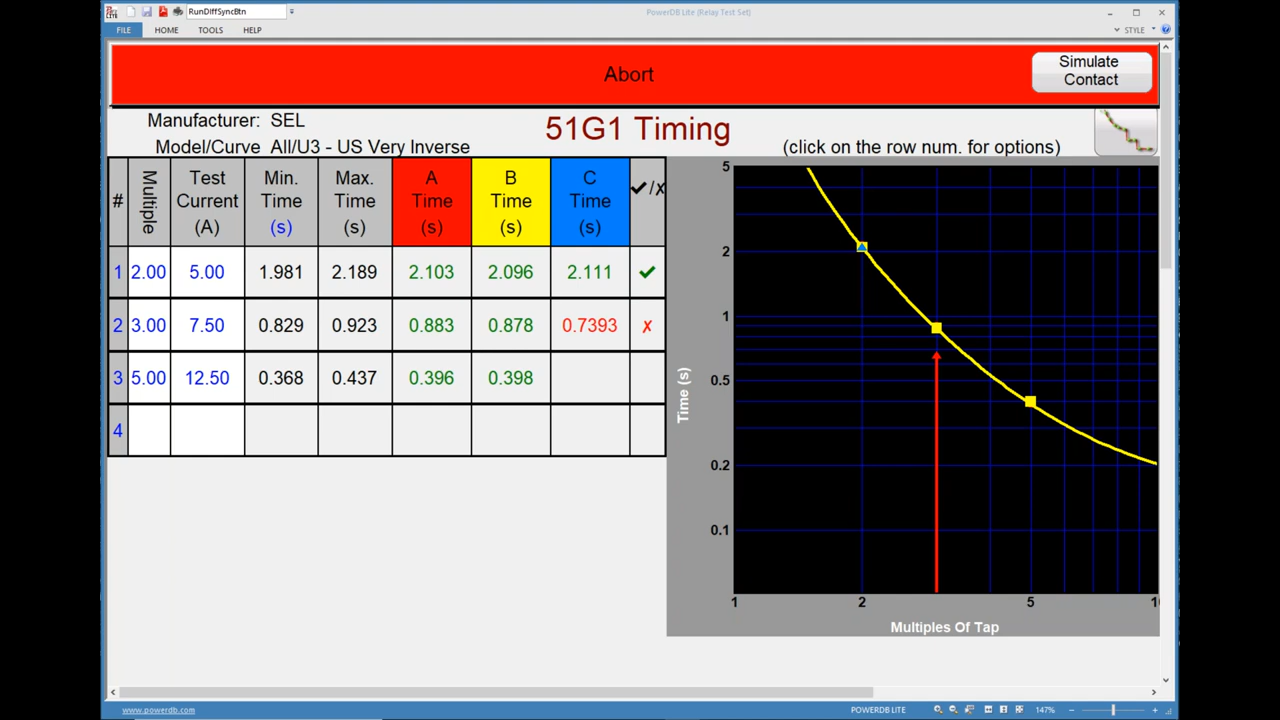 RunDiffSyncBtn
PowerDB Lite (Relay Test Set)
FILE HOME TOOLS HELP
STYLE
Abort
Simulate
Contact
Manufacturer: SEL
51G1 Timing
Model/Curve All/U3 - US Very Inverse
(click on the row num. for options)
# Multiple Test Current (A) Min. Time (s) Max. Time (s) A Time (s) B Time (s) C Time (s) ✓/✗
1 2.00 5.00 1.981 2.189 2.103 2.096 2.111 ✓
2 3.00 7.50 0.829 0.923 0.883 0.878 0.7393 ✗
3 5.00 12.50 0.368 0.437 0.396 0.398
4
Time (s)
5
2
1
0.5
0.2
0.1
1 2 5
Multiples Of Tap
www.powerdb.com
POWERDB LITE
147%